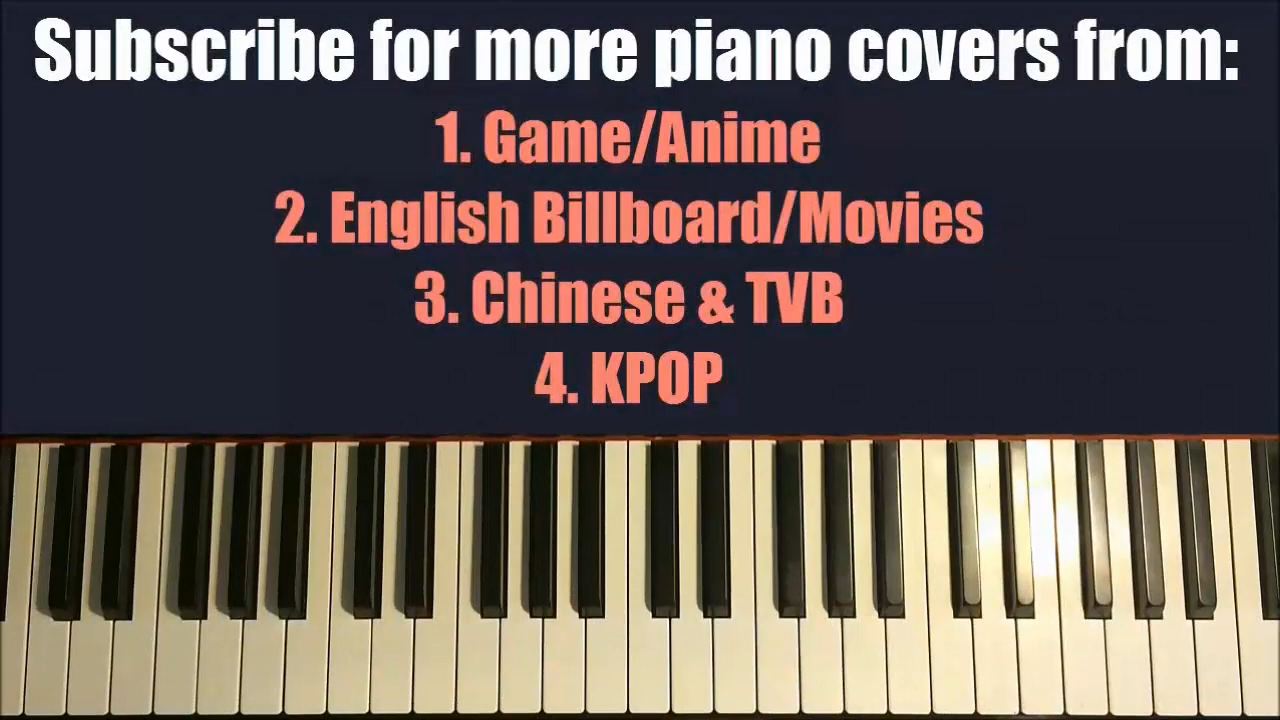 Subscribe for more piano covers from:
1. Game/Anime
2. English Billboard/Movies
3. Chinese & TVB
4. KPOP